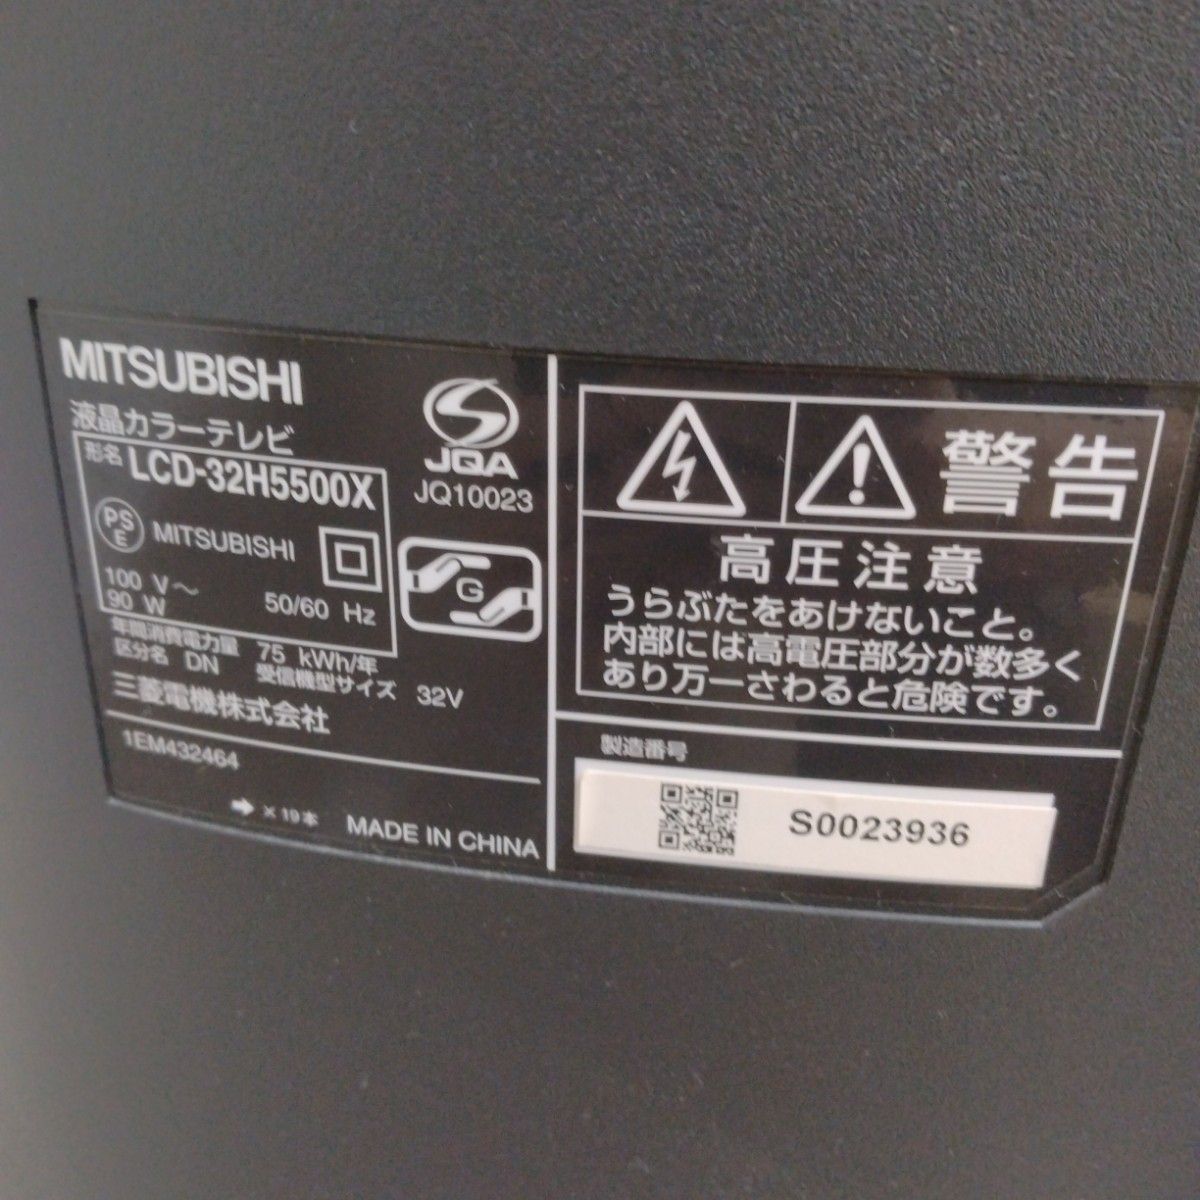 MITSUBISHI
液晶カラーテレビ
形名 LCD-32H5500X
PS
E
MITSUBISHI
100 V～ 50/60 Hz
90 W
年間消費電力量 75 kWh/年
区分名 DN 受信機型サイズ 32V
三菱電機株式会社
1EM432464
➔ ×19本 MADE IN CHINA
JQA
JQ10023
G
警告
高圧注意
うらぶたをあけないこと。
内部には高電圧部分が数多く
あり万一さわると危険です。
製造番号
S0023936